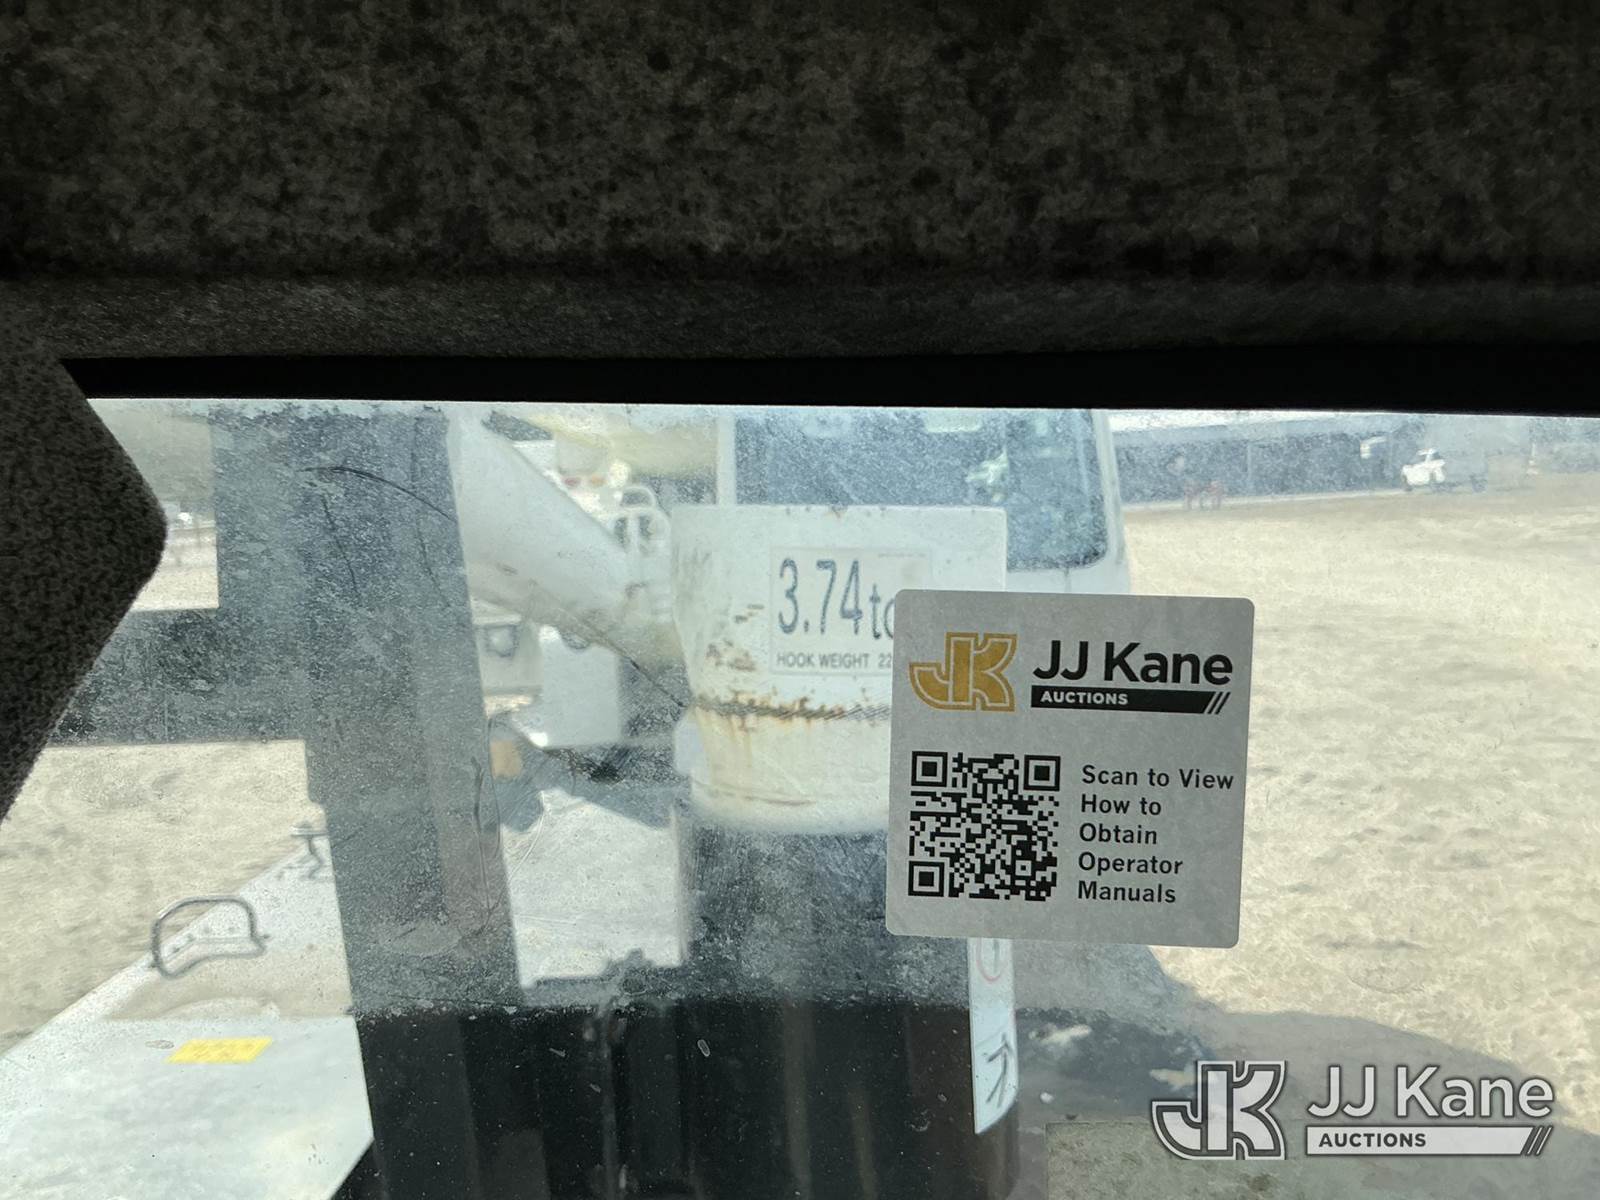 3.74
HOOK WEIGHT 22
JK JJ Kane
AUCTIONS
Scan to View
How to
Obtain
Operator
Manuals
JK JJ Kane
AUCTIONS